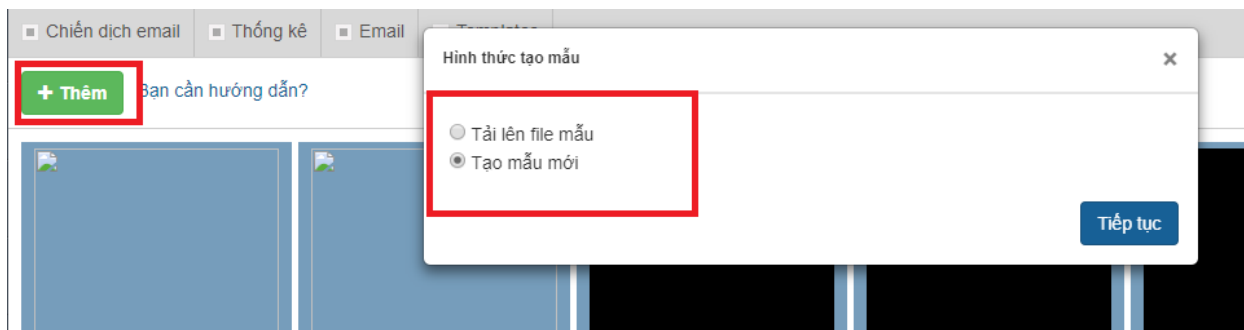 Chiến dịch email Thống kê Email Templates
Hình thức tạo mẫu ×
+ Thêm Bạn cần hướng dẫn?
Tải lên file mẫu
Tạo mẫu mới
Tiếp tục